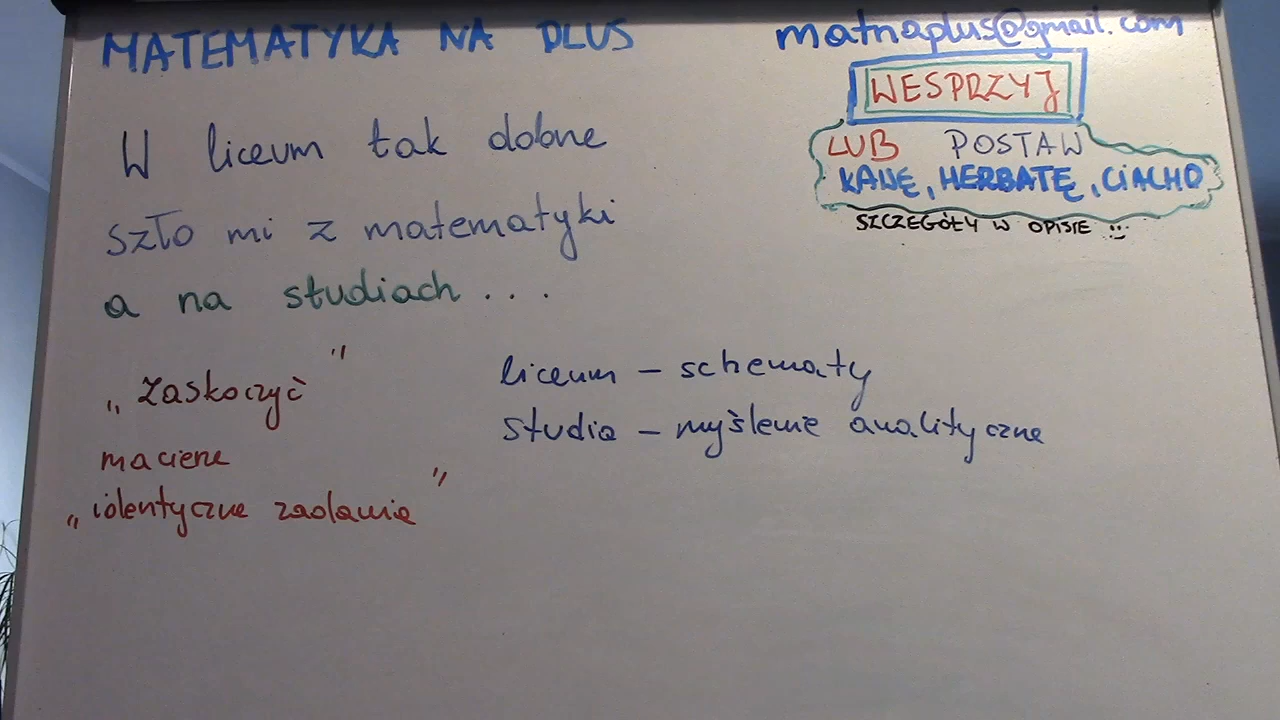 MATEMATYKA NA PLUS
matnaplus@gmail.com
WESPRZYJ
LUB POSTAW
KAWĘ, HERBATĘ, CIACHO
SZCZEGÓŁY W OPISIE :)
W liceum tak dobrze
szło mi z matematyki
a na studiach...
„zaskoczyć"
macierze
„identyczne zadania"
liceum – schematy
studia – myślenie analityczne